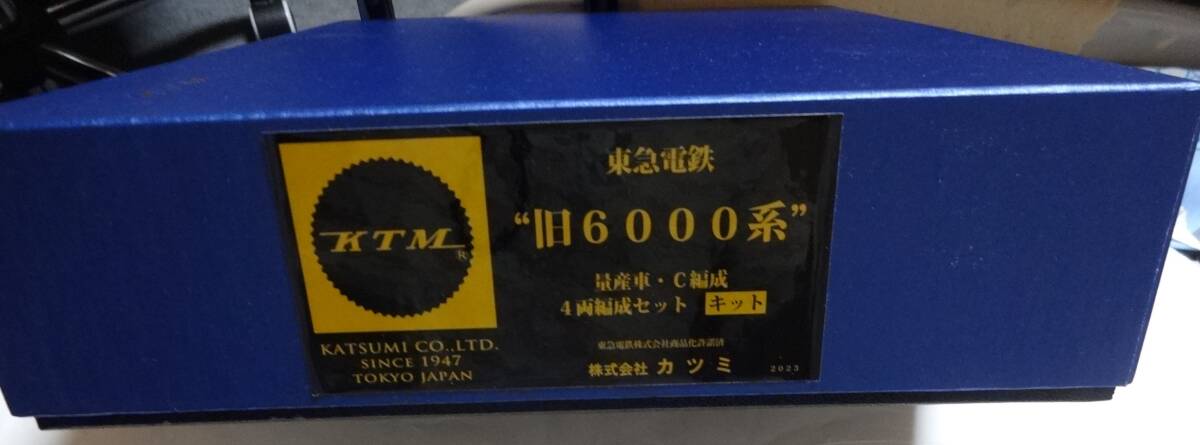 KTM
®
KATSUMI CO.,LTD.
SINCE 1947
TOKYO JAPAN
東急電鉄
“旧６０００系”
量産車・Ｃ編成
４両編成セット キット
東急電鉄株式会社商品化許諾済
株式会社 カツミ 2023